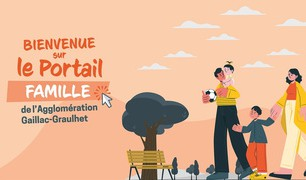 BIENVENUE
sur
le Portail
FAMILLE
de l'Agglomération
Gaillac-Graulhet